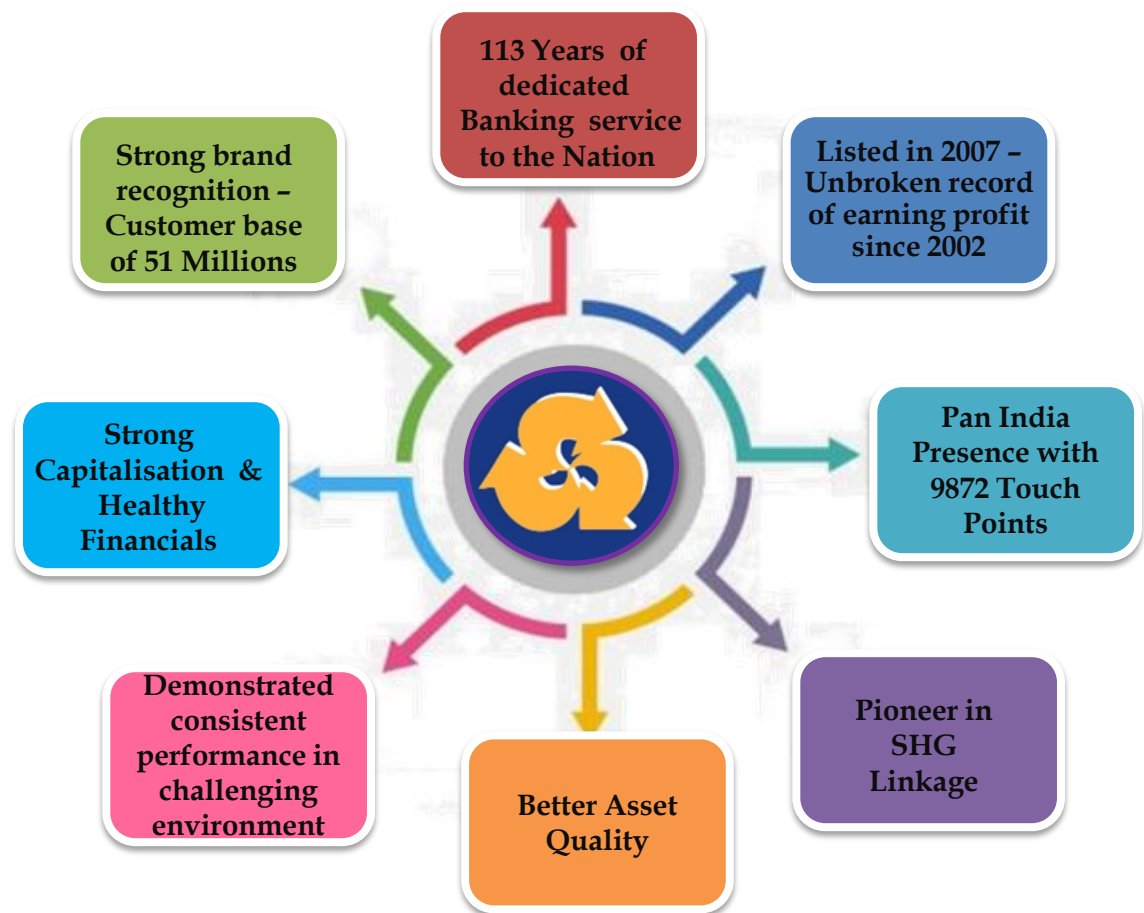 113 Years of
dedicated
Banking service
to the Nation
Listed in 2007 –
Unbroken record
of earning profit
since 2002
Pan India
Presence with
9872 Touch
Points
Pioneer in
SHG
Linkage
Better Asset
Quality
Demonstrated
consistent
performance in
challenging
environment
Strong
Capitalisation &
Healthy
Financials
Strong brand
recognition –
Customer base
of 51 Millions